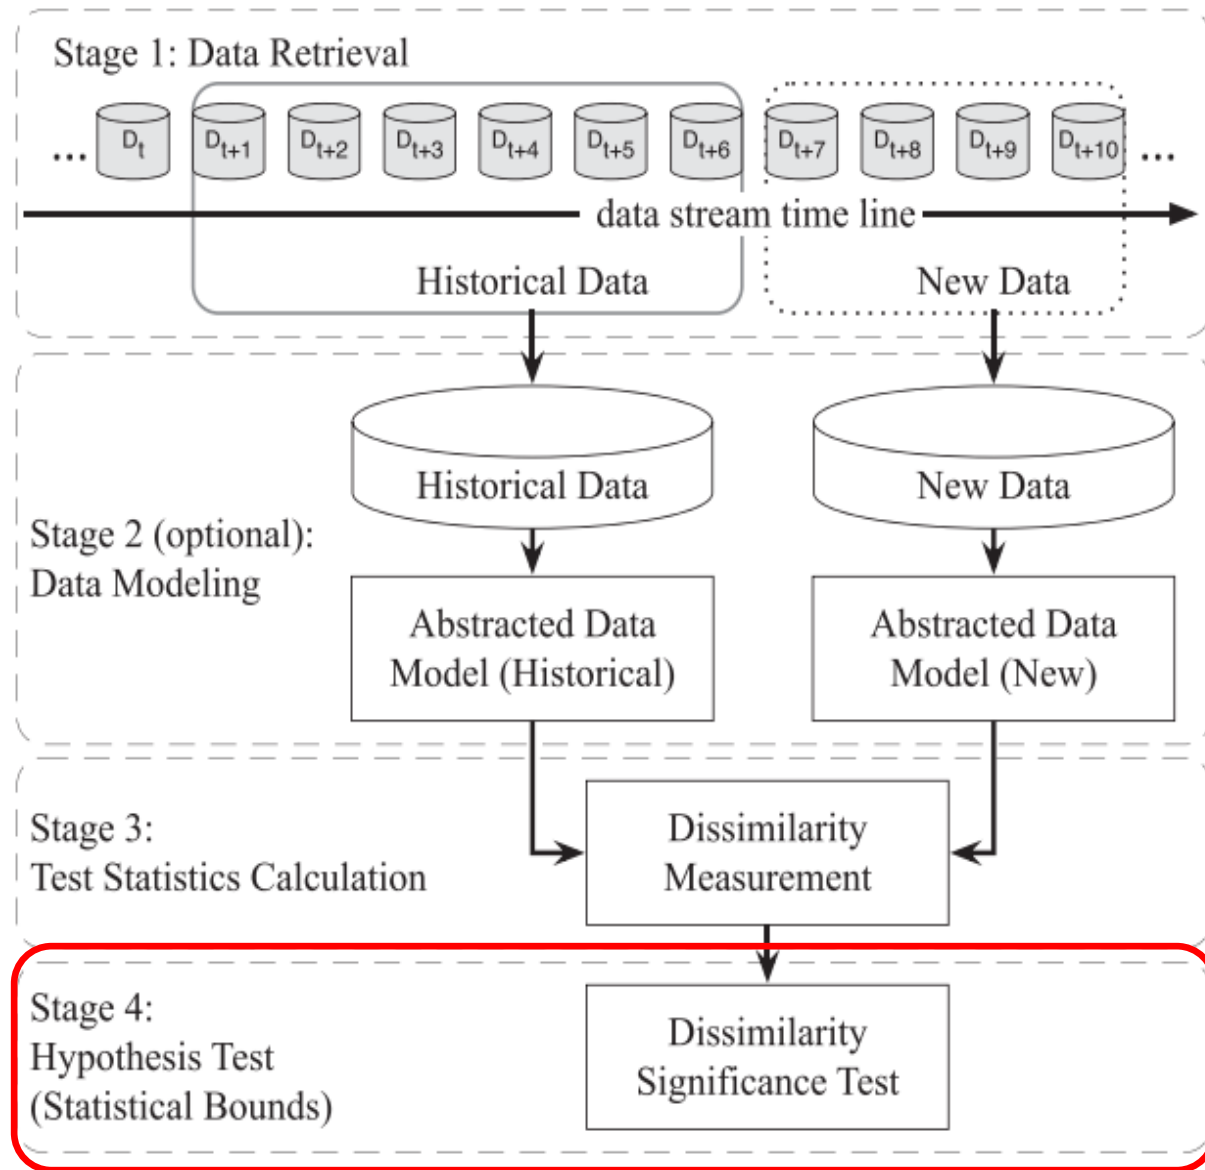 Stage 1: Data Retrieval
... Dt Dt+1 Dt+2 Dt+3 Dt+4 Dt+5 Dt+6 Dt+7 Dt+8 Dt+9 Dt+10 ...
data stream time line
Historical Data New Data
Historical Data New Data
Stage 2 (optional):
Data Modeling
Abstracted Data
Model (Historical)
Abstracted Data
Model (New)
Stage 3:
Test Statistics Calculation
Dissimilarity
Measurement
Stage 4:
Hypothesis Test
(Statistical Bounds)
Dissimilarity
Significance Test